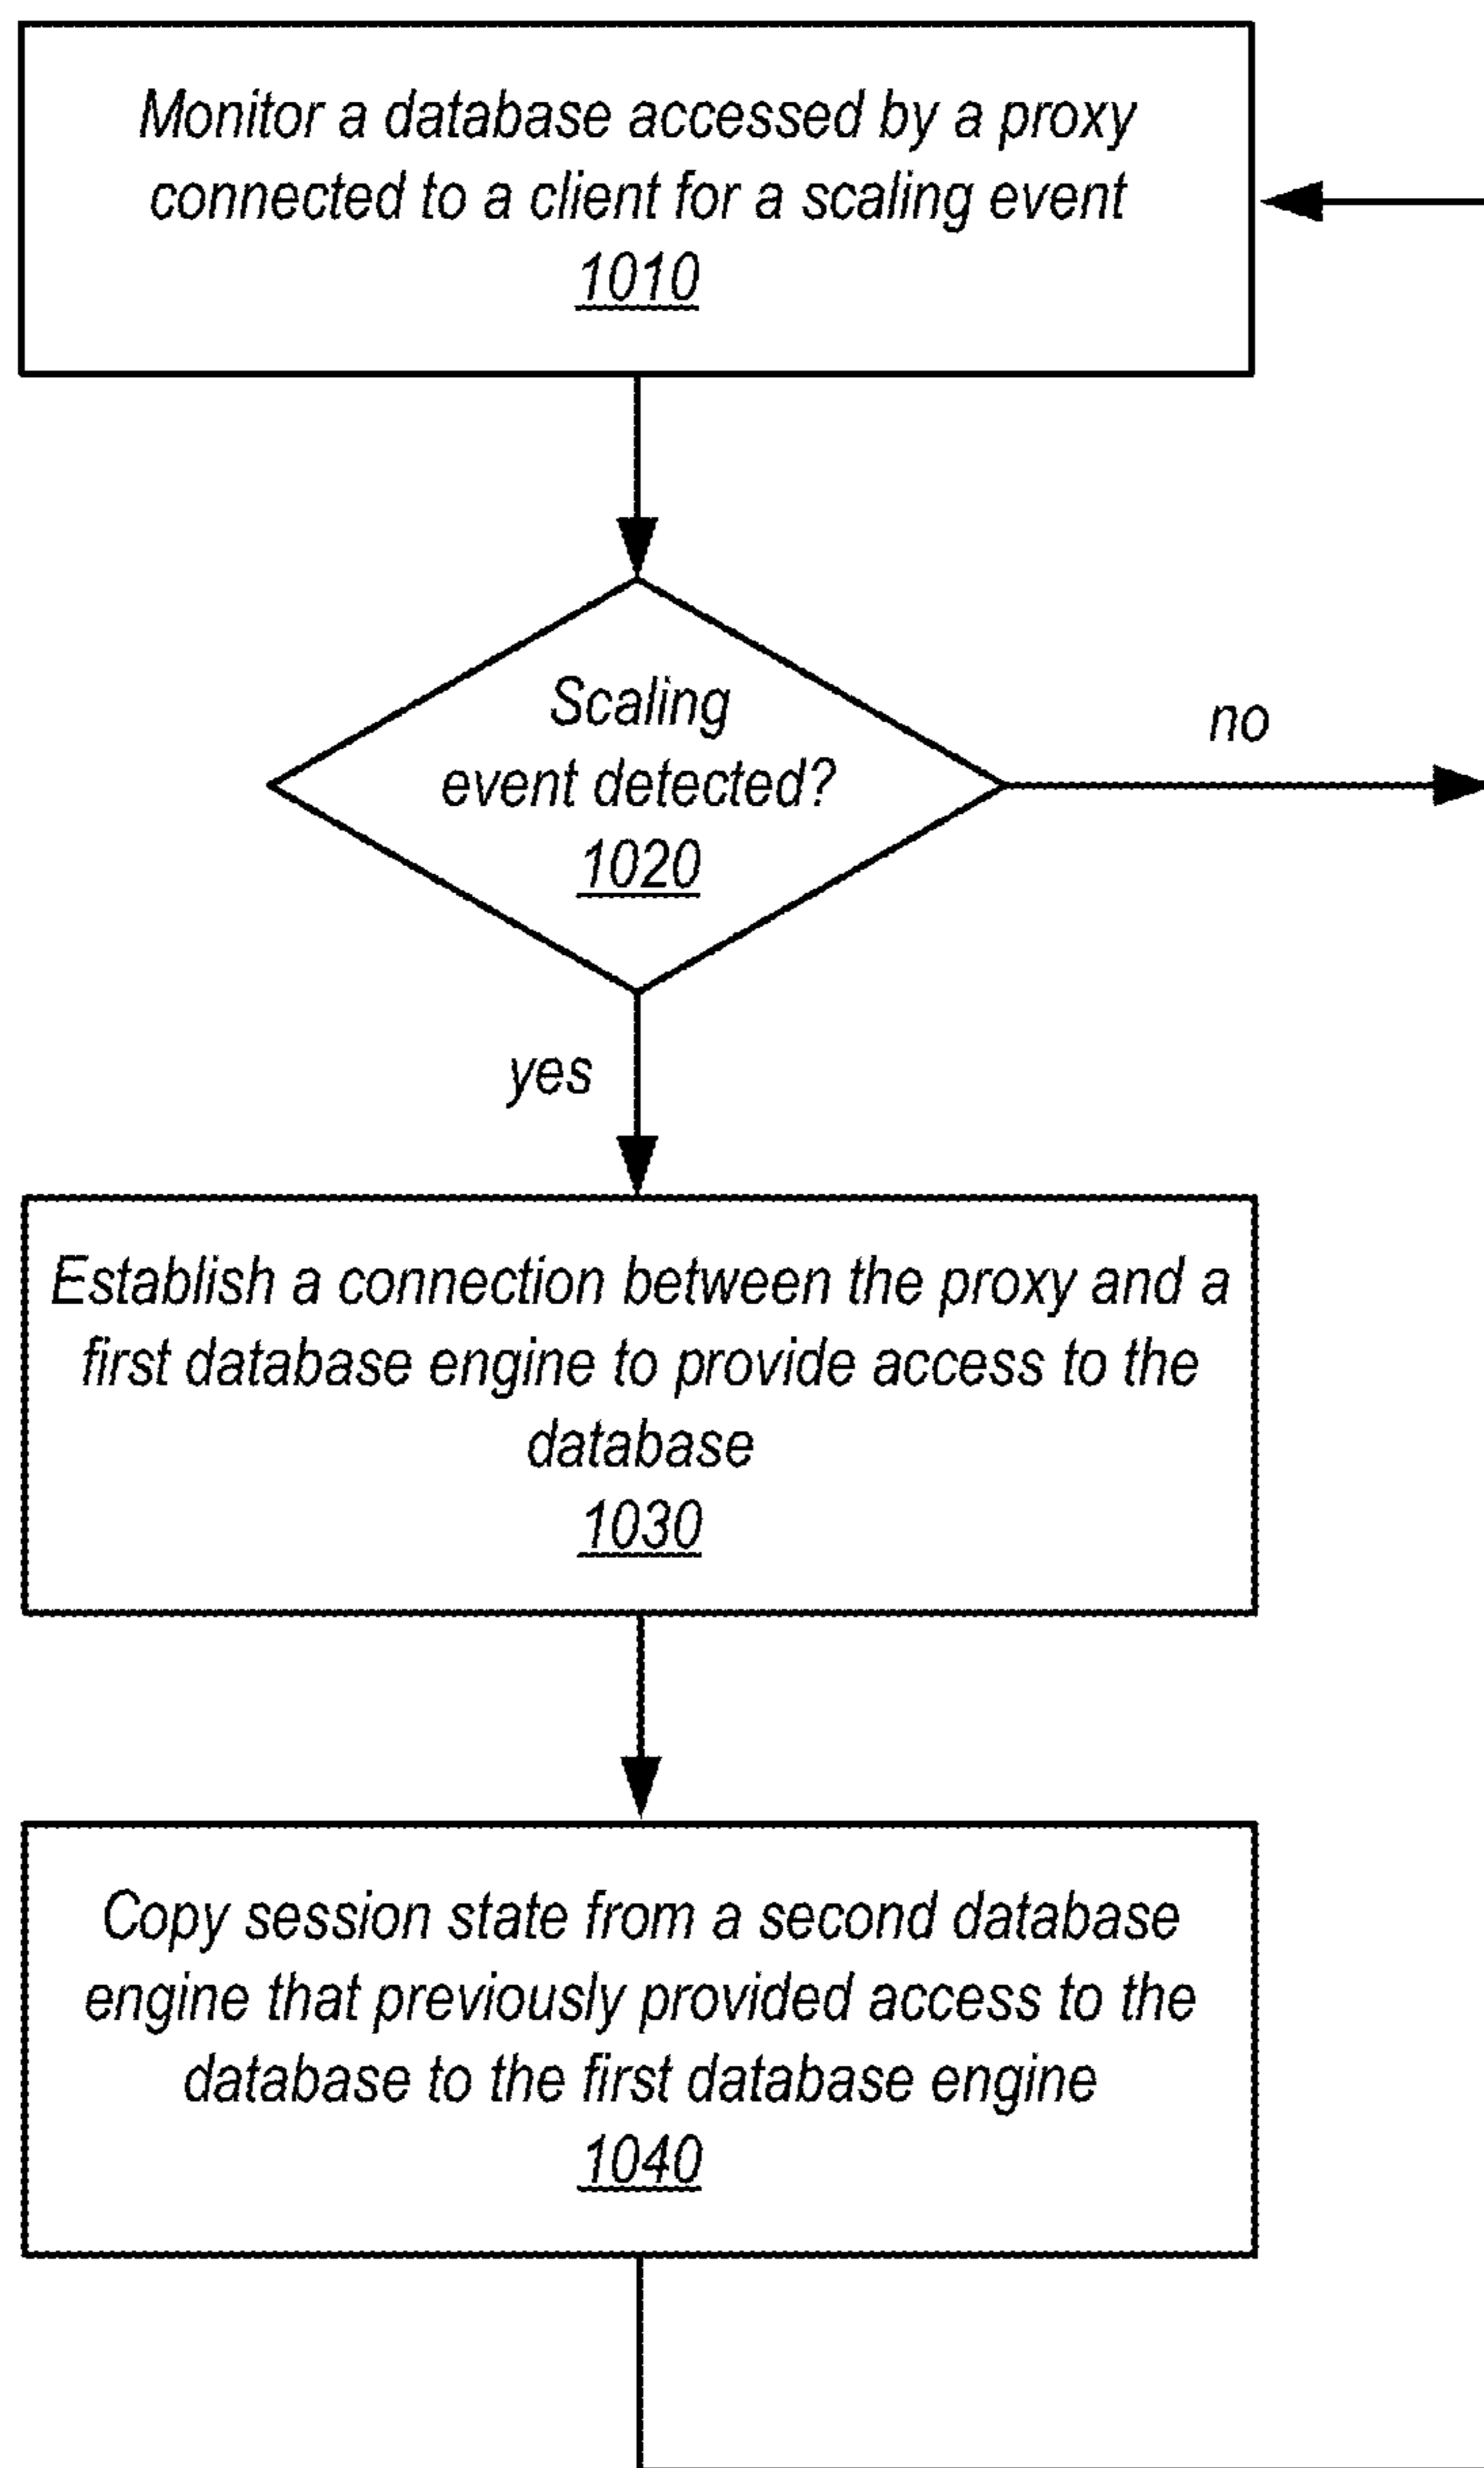 Monitor a database accessed by a proxy
connected to a client for a scaling event
1010
Scaling
event detected?
1020
no
yes
Establish a connection between the proxy and a
first database engine to provide access to the
database
1030
Copy session state from a second database
engine that previously provided access to the
database to the first database engine
1040